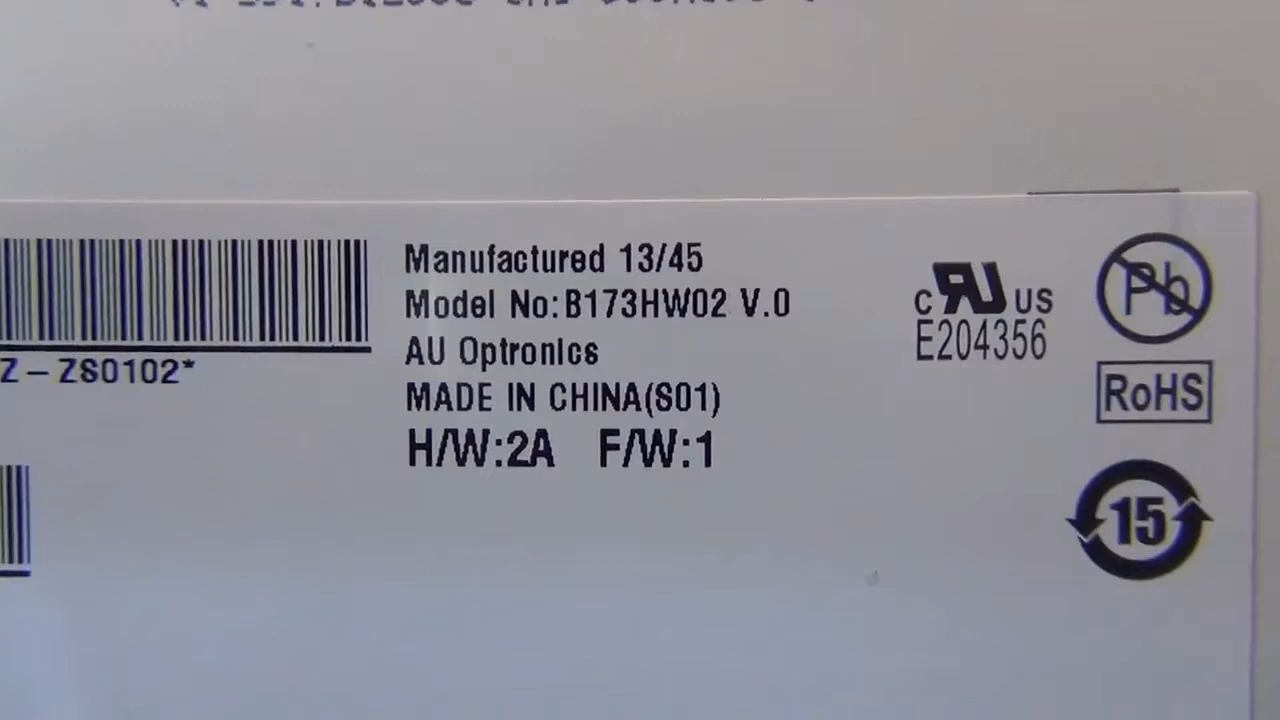 Manufactured 13/45
Model No:B173HW02 V.0
AU Optronics
MADE IN CHINA(S01)
H/W:2A F/W:1
Z-ZS0102*
c RU US
E204356
Pb
RoHS
15